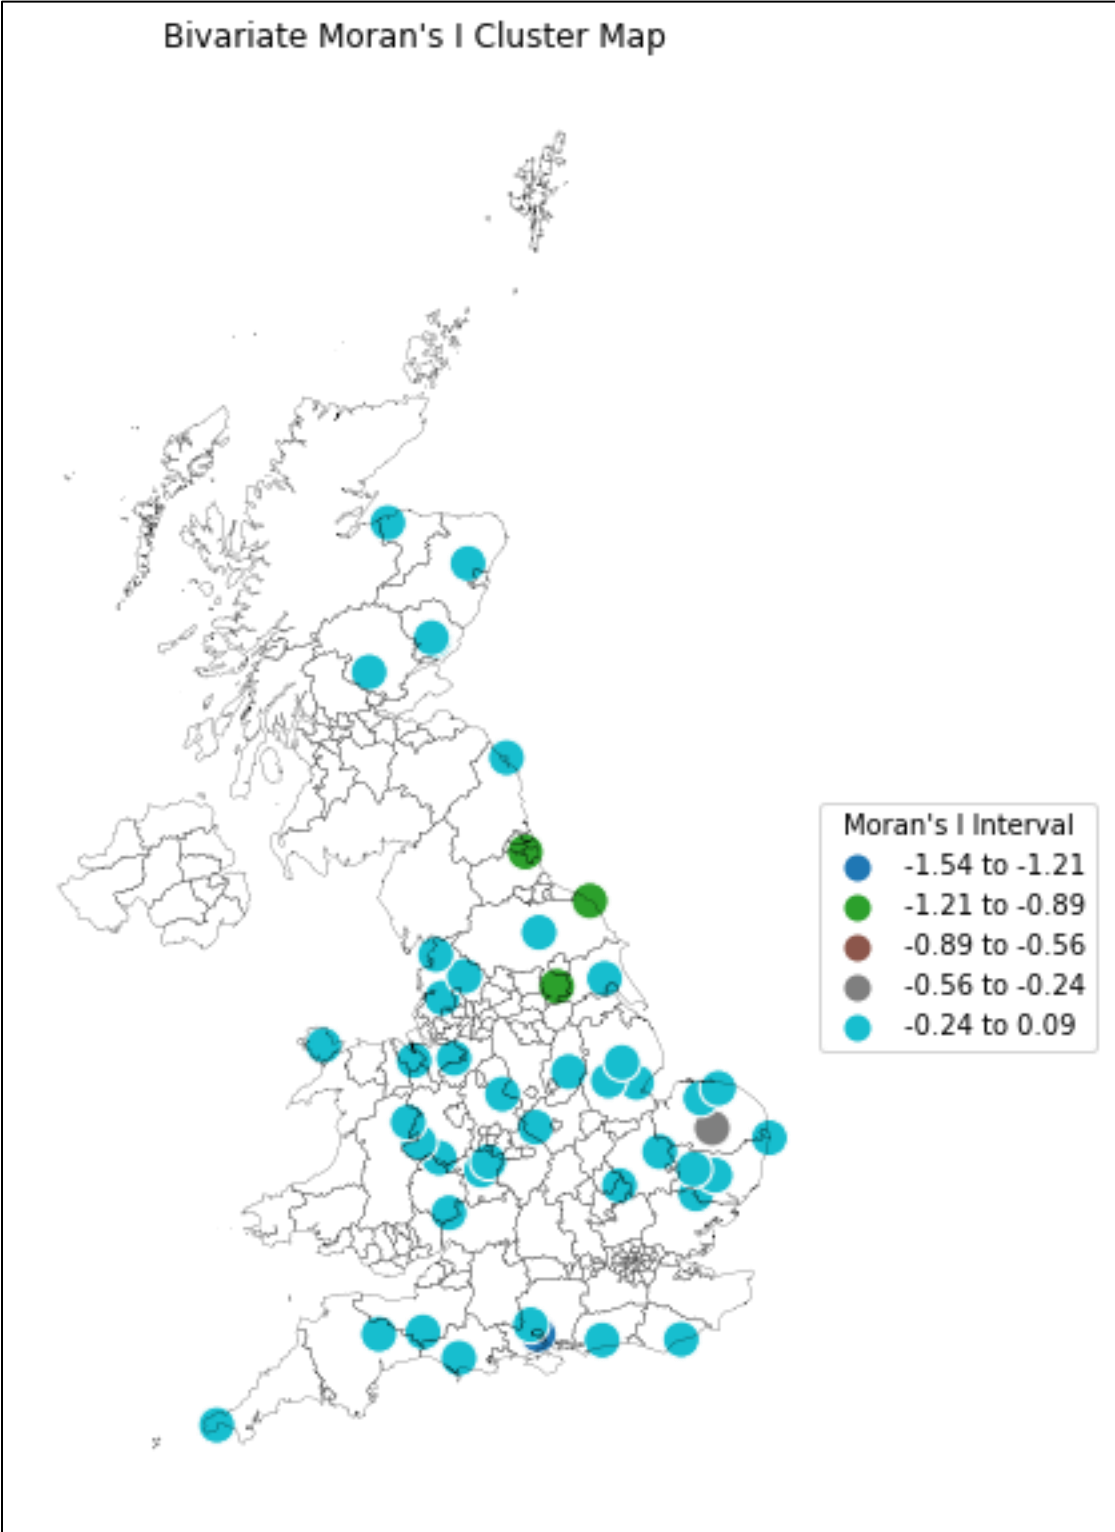 Bivariate Moran's I Cluster Map
Moran's I Interval
-1.54 to -1.21
-1.21 to -0.89
-0.89 to -0.56
-0.56 to -0.24
-0.24 to 0.09